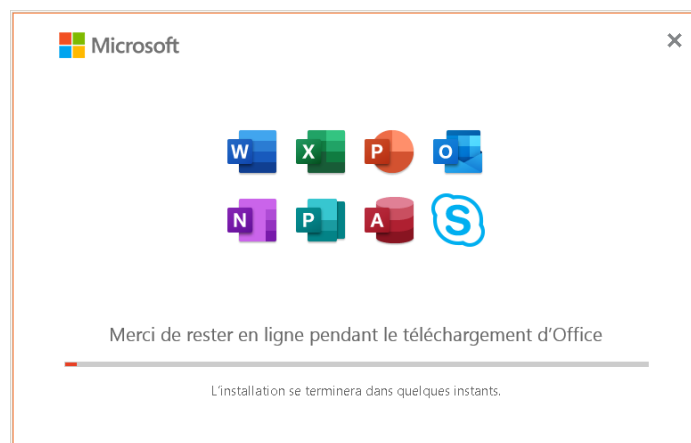 Microsoft
W X P O
N P A S
Merci de rester en ligne pendant le téléchargement d’Office
L’installation se terminera dans quelques instants.